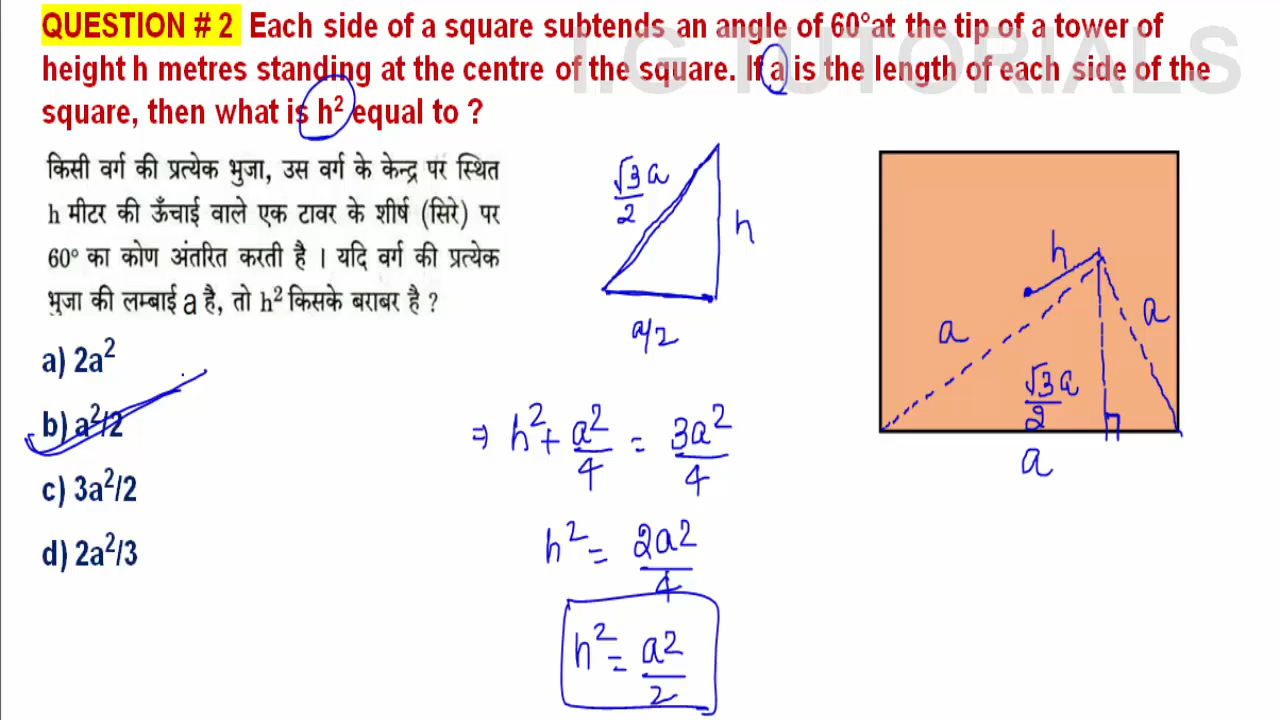 QUESTION # 2 Each side of a square subtends an angle of 60°at the tip of a tower of
height h metres standing at the centre of the square. If a is the length of each side of the
square, then what is h² equal to ?
I.G TUTORIALS
किसी वर्ग की प्रत्येक भुजा, उस वर्ग के केन्द्र पर स्थित
h मीटर की ऊँचाई वाले एक टावर के शीर्ष (सिरे) पर
60° का कोण अंतरित करती है । यदि वर्ग की प्रत्येक
भुजा की लम्बाई a है, तो h² किसके बराबर है ?
a) 2a²
b) a²/2
c) 3a²/2
d) 2a²/3
√3/2 a
h
a/2
⇒ h² + a²/4 = 3a²/4
h² = 2a²/4
h² = a²/2
h
a
a
√3/2 a
a